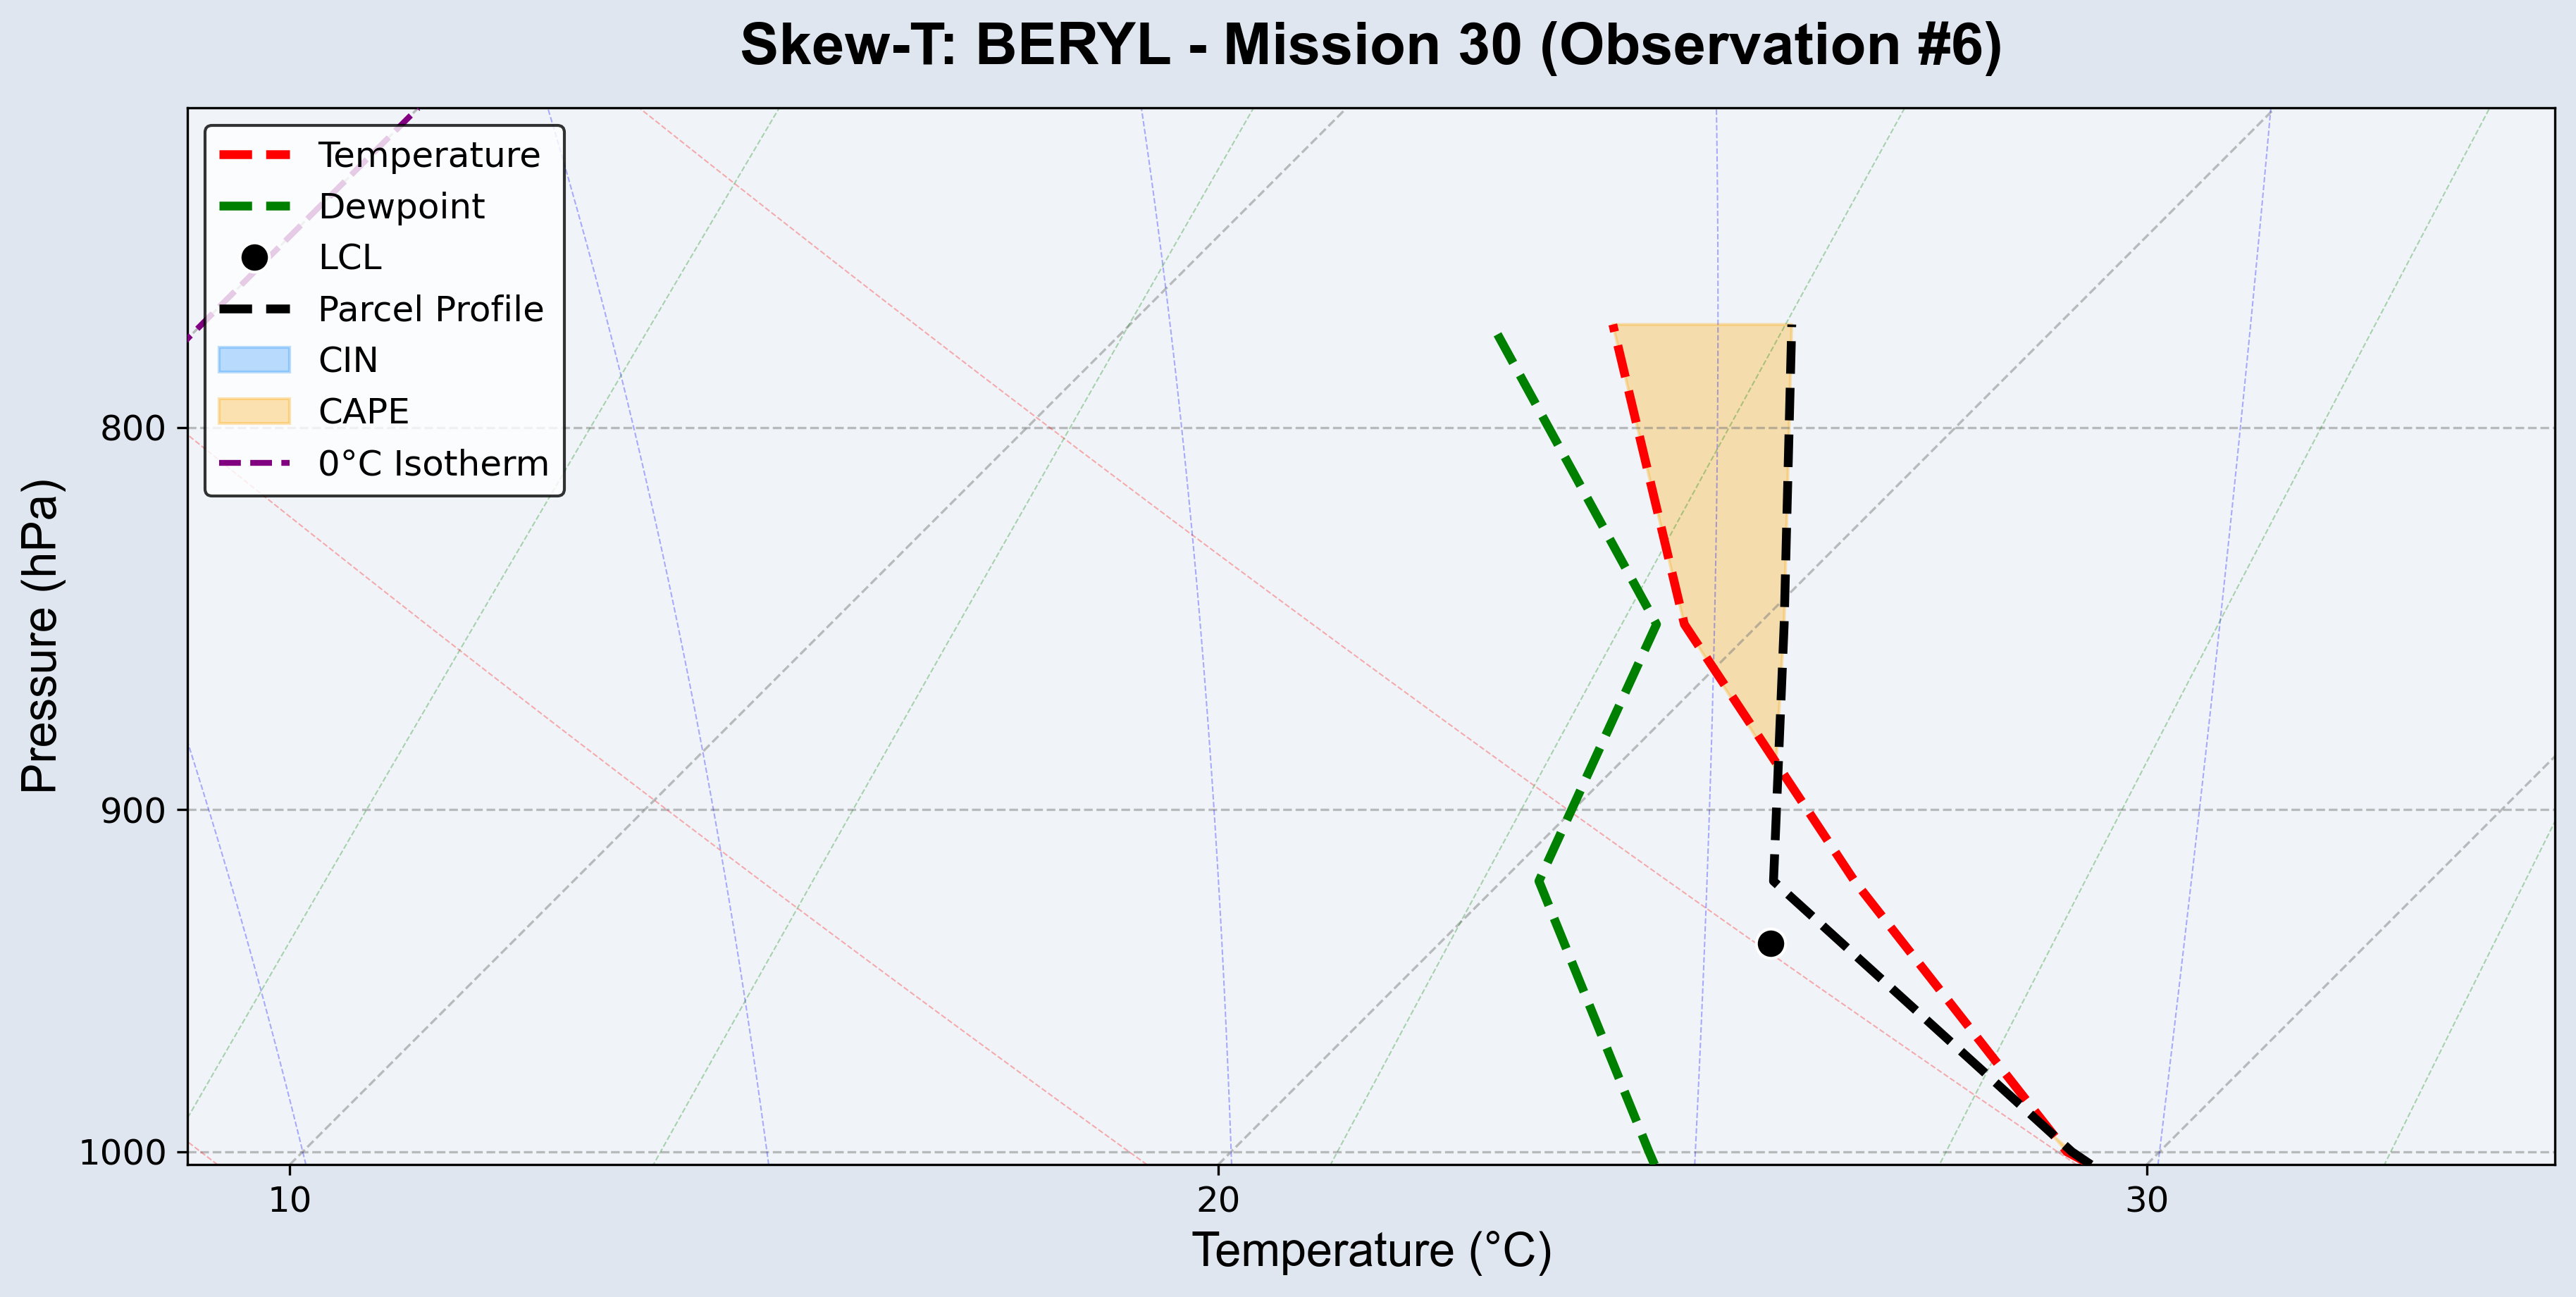 Skew-T: BERYL - Mission 30 (Observation #6)
Temperature
Dewpoint
LCL
Parcel Profile
CIN
CAPE
0°C Isotherm
Pressure (hPa)
800
900
1000
10
20
30
Temperature (°C)